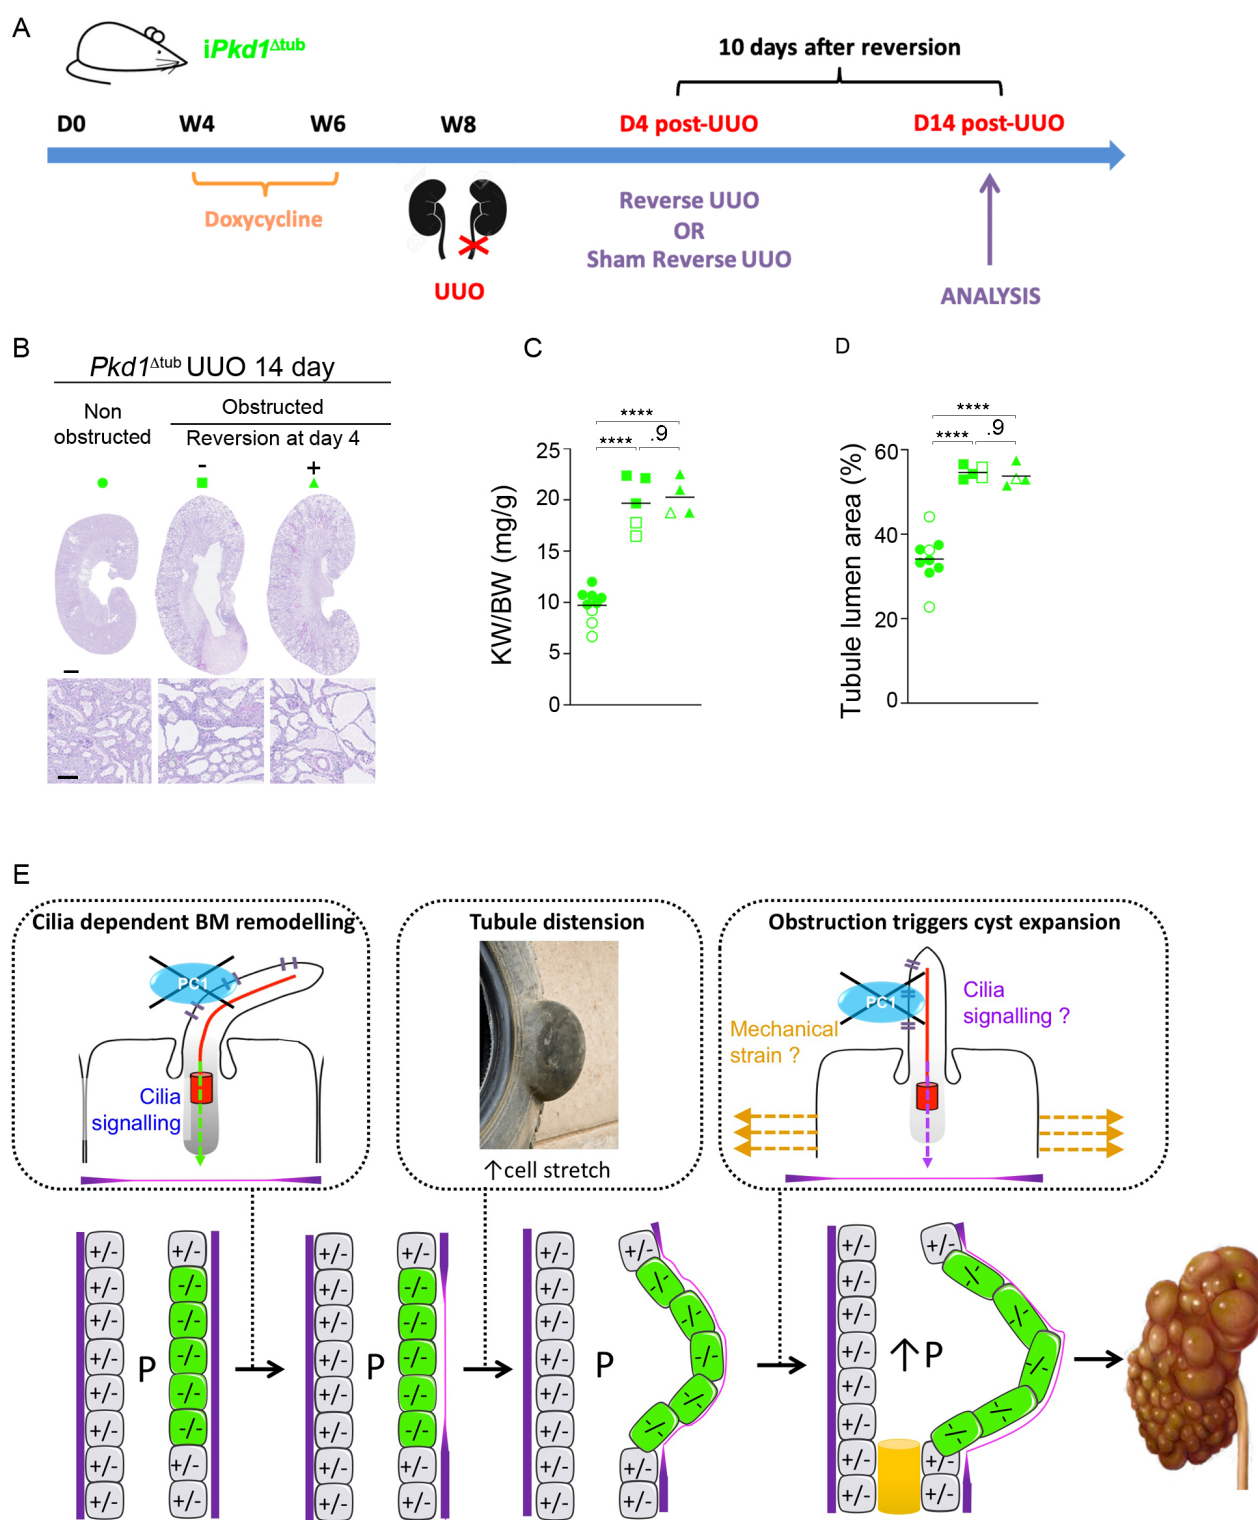 A
iPkd1Δtub
10 days after reversion
D0
W4
W6
W8
D4 post-UUO
D14 post-UUO
Doxycycline
UUO
Reverse UUO
OR
Sham Reverse UUO
ANALYSIS
B
Pkd1Δtub UUO 14 day
Non
obstructed
Obstructed
Reversion at day 4
-
+
C
****
****
.9
KW/BW (mg/g)
25
20
15
10
5
0
D
****
****
.9
Tubule lumen area (%)
60
40
20
0
E
Cilia dependent BM remodelling
PC1
Cilia
signalling
Tubule distension
↑cell stretch
Obstruction triggers cyst expansion
PC1
Cilia
signalling ?
Mechanical
strain ?
+/-
+/-
+/-
+/-
+/-
+/-
+/-
+/-
P
+/-
-/-
-/-
-/-
-/-
-/-
+/-
+/-
+/-
+/-
+/-
+/-
+/-
+/-
+/-
+/-
P
+/-
-/-
-/-
-/-
-/-
-/-
+/-
+/-
+/-
+/-
+/-
+/-
+/-
+/-
+/-
+/-
P
+/-
-/-
-/-
-/-
-/-
-/-
+/-
+/-
+/-
+/-
+/-
+/-
+/-
+/-
+/-
+/-
↑P
+/-
-/-
-/-
-/-
-/-
-/-
+/-
+/-